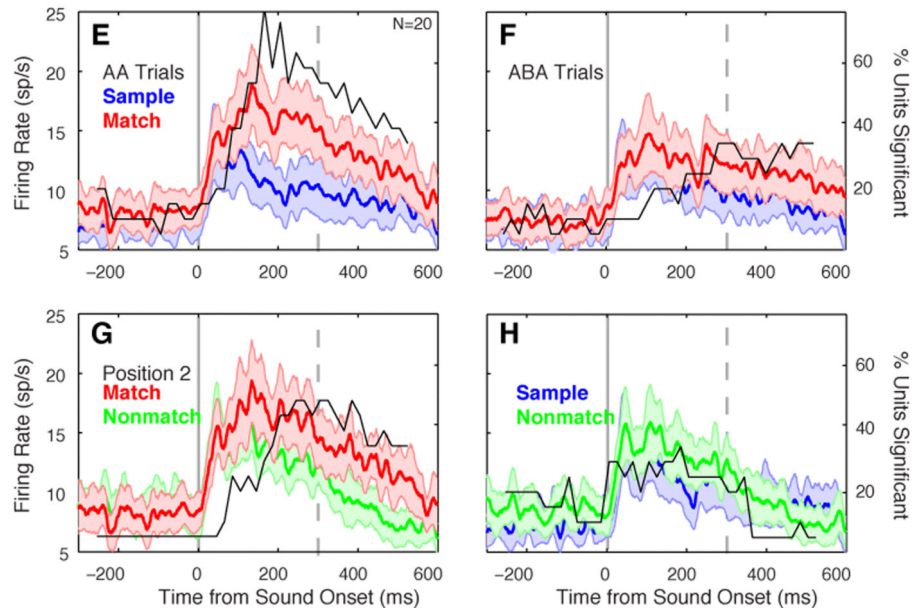 E
N=20
AA Trials
Sample
Match
Firing Rate (sp/s)
25
20
15
10
5
−200
0
200
400
600
F
ABA Trials
% Units Significant
60
40
20
−200
0
200
400
600
G
Position 2
Match
Nonmatch
Firing Rate (sp/s)
25
20
15
10
5
−200
0
200
400
600
Time from Sound Onset (ms)
H
Sample
Nonmatch
% Units Significant
60
40
20
−200
0
200
400
600
Time from Sound Onset (ms)